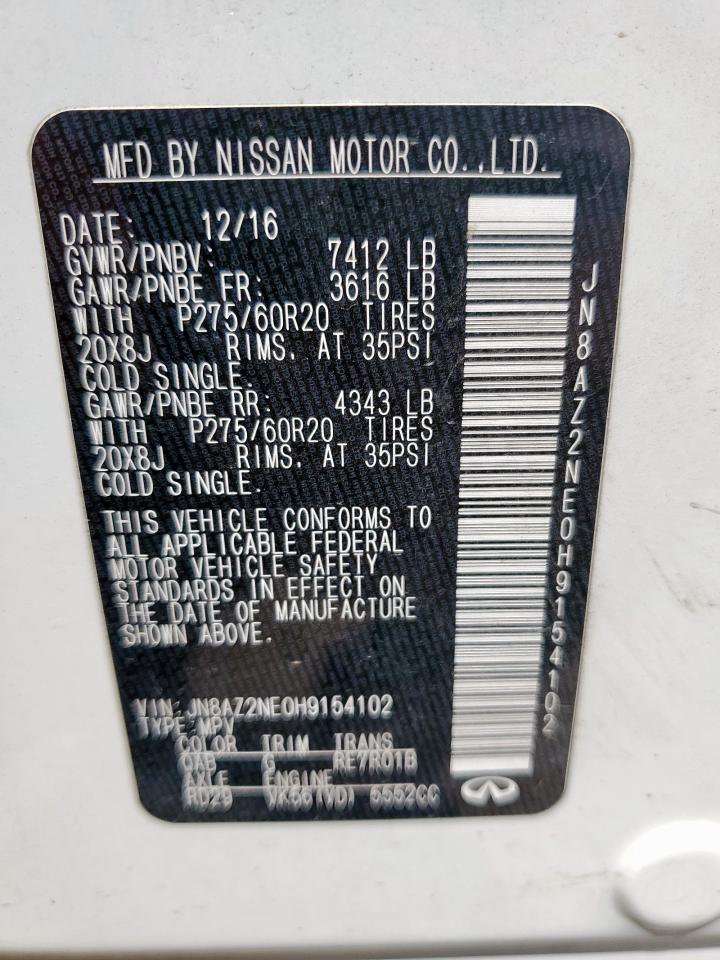 MFD BY NISSAN MOTOR CO.,LTD.
DATE: 12/16
GVWR/PNBV: 7412 LB
GAWR/PNBE FR: 3616 LB
WITH P275/60R20 TIRES
20X8J RIMS, AT 35PSI
COLD SINGLE.
GAWR/PNBE RR: 4343 LB
WITH P275/60R20 TIRES
20X8J RIMS, AT 35PSI
COLD SINGLE.
THIS VEHICLE CONFORMS TO
ALL APPLICABLE FEDERAL
MOTOR VEHICLE SAFETY
STANDARDS IN EFFECT ON
THE DATE OF MANUFACTURE
SHOWN ABOVE.
VIN:JN8AZ2NE0H9154102
TYPE:MPV
COLOR TRIM TRANS
QAB G RE7R01B
AXLE ENGINE
RD29 VK56(VD) 5552CC
JN8AZ2NE0H9154102